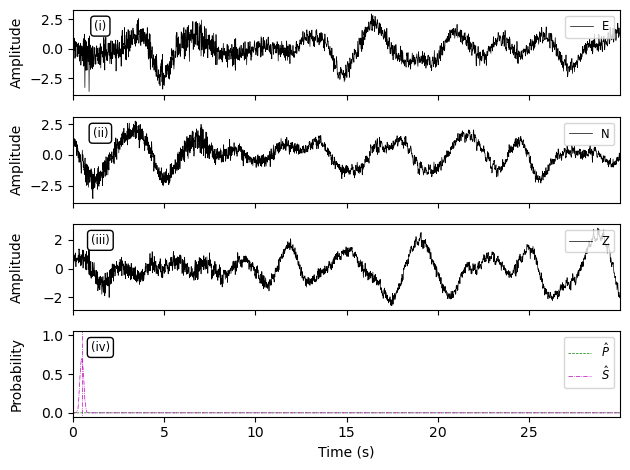 2.5
0.0
−2.5
Amplitude
(i)
E
2.5
0.0
−2.5
Amplitude
(ii)
N
2
0
−2
Amplitude
(iii)
Z
1.0
0.5
0.0
Probability
(iv)
P̂
Ŝ
0 5 10 15 20 25
Time (s)